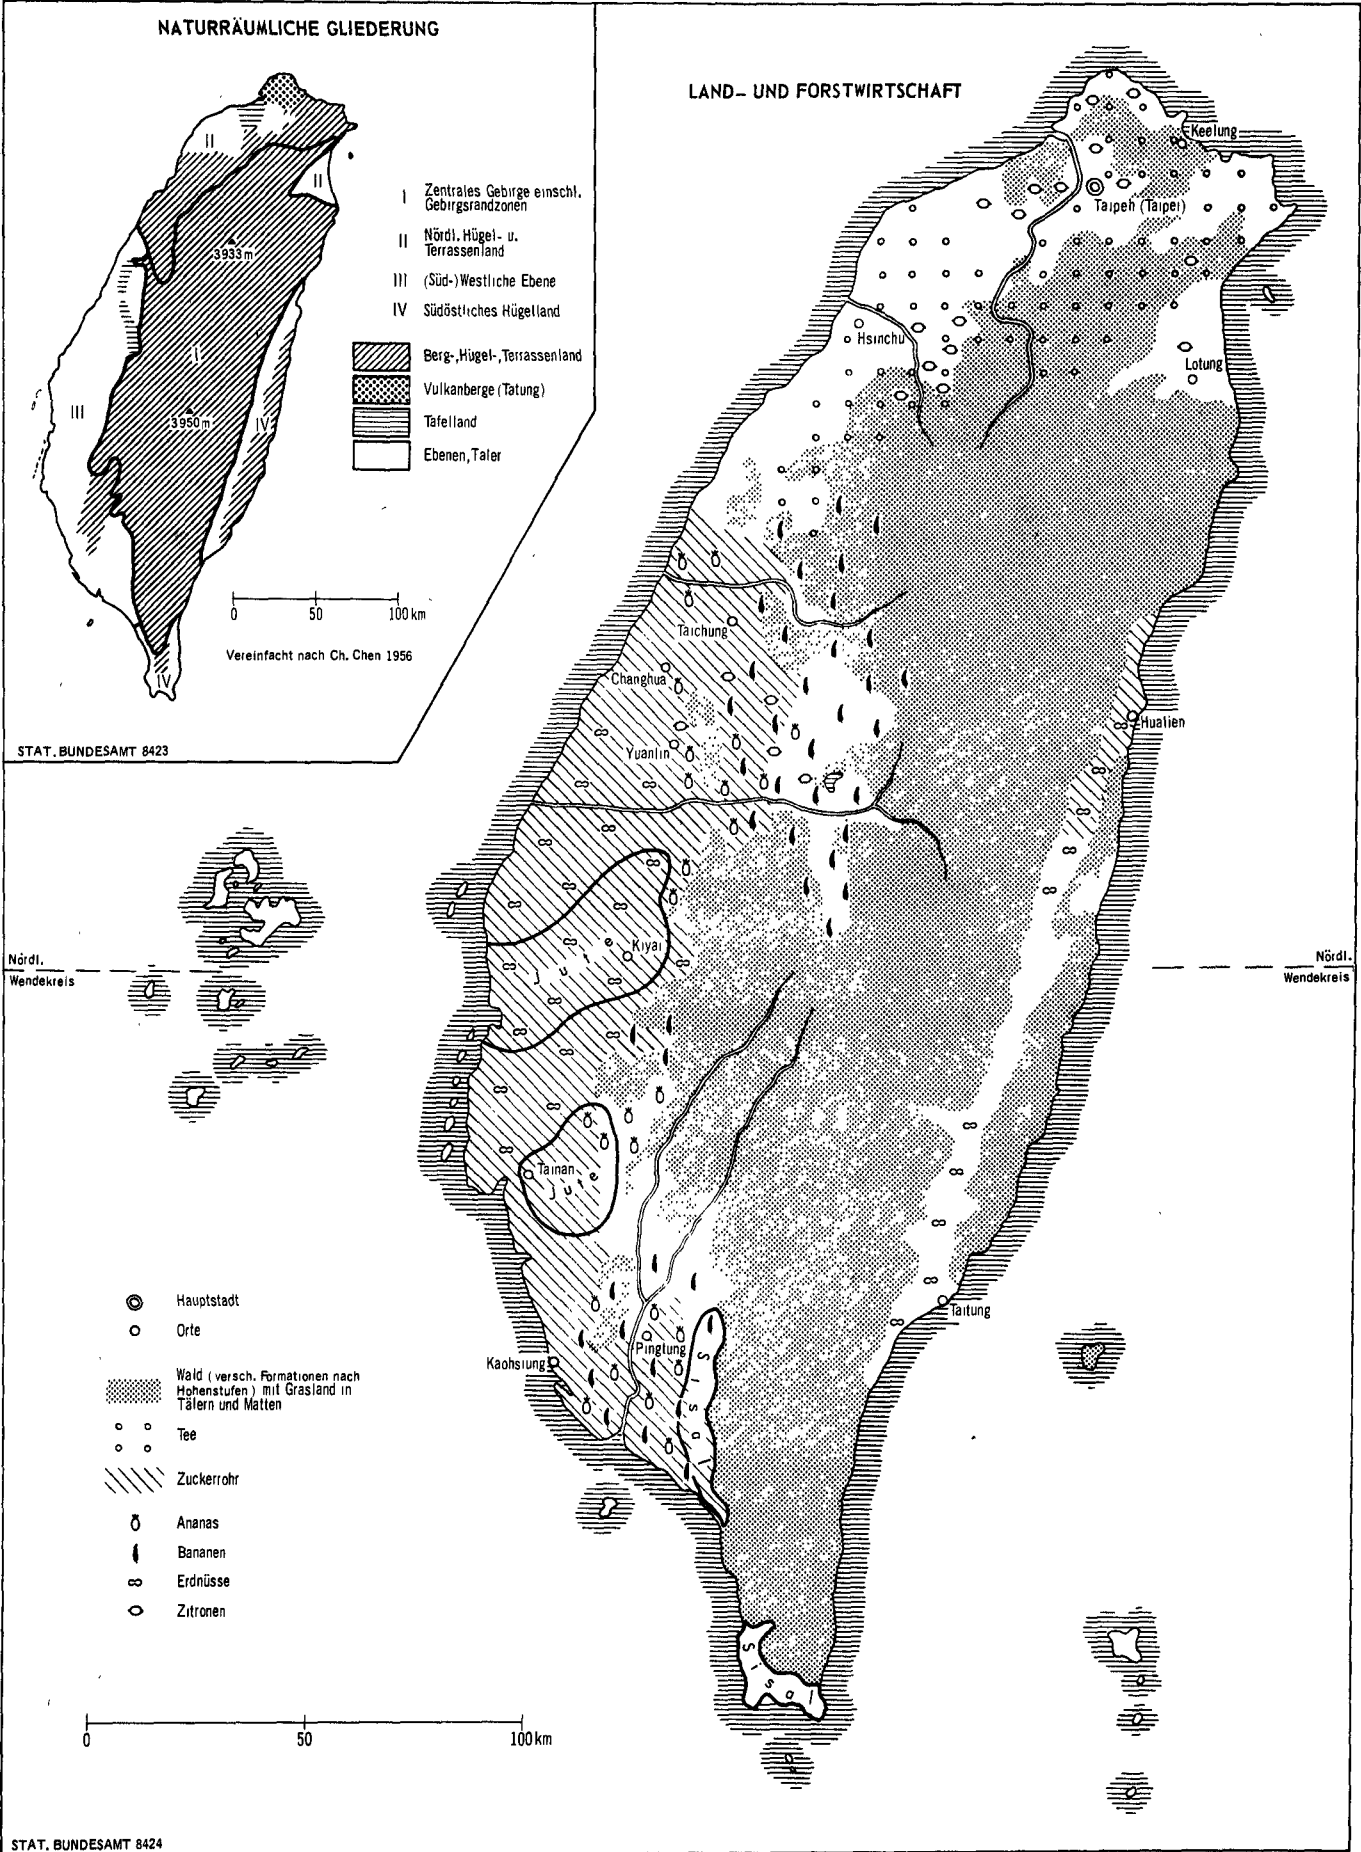 NATURRÄUMLICHE GLIEDERUNG
II
II
I Zentrales Gebirge einschl.
Gebirgsrandzonen
II Nördl. Hügel- u.
Terrassenland
III (Süd-)Westliche Ebene
IV Südöstliches Hügelland
3933m
I
III
3950m
IV
IV
Berg-, Hügel-, Terrassenland
Vulkanberge (Tatung)
Tafelland
Ebenen, Täler
0 50 100 km
Vereinfacht nach Ch. Chen 1956
STAT. BUNDESAMT 8423
LAND- UND FORSTWIRTSCHAFT
Keelung
Taipeh (Taipei)
Hsinchu
Lotung
Taichung
Changhua
Hualien
Yuanlin
Kiyai
Jute
Nördl.
Wendekreis
Nördl.
Wendekreis
Tainan
Jute
Taitung
Pingtung
Kaohsiung
Sisal
Sisal
Hauptstadt
Orte
Wald (versch. Formationen nach
Hohenstufen) mit Grasland in
Tälern und Matten
Tee
Zuckerrohr
Ananas
Bananen
Erdnüsse
Zitronen
0 50 100 km
STAT. BUNDESAMT 8424